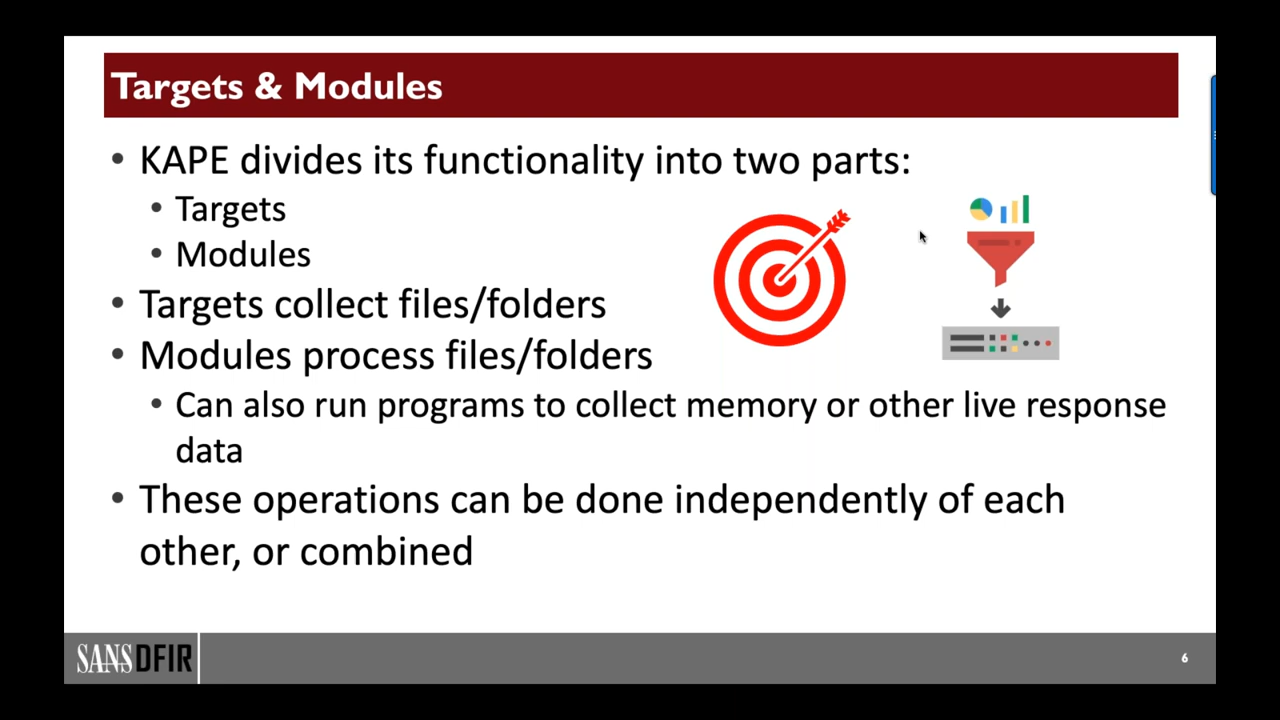 Targets & Modules
• KAPE divides its functionality into two parts:
• Targets
• Modules
• Targets collect files/folders
• Modules process files/folders
• Can also run programs to collect memory or other live response
data
• These operations can be done independently of each
other, or combined
SANS DFIR
6